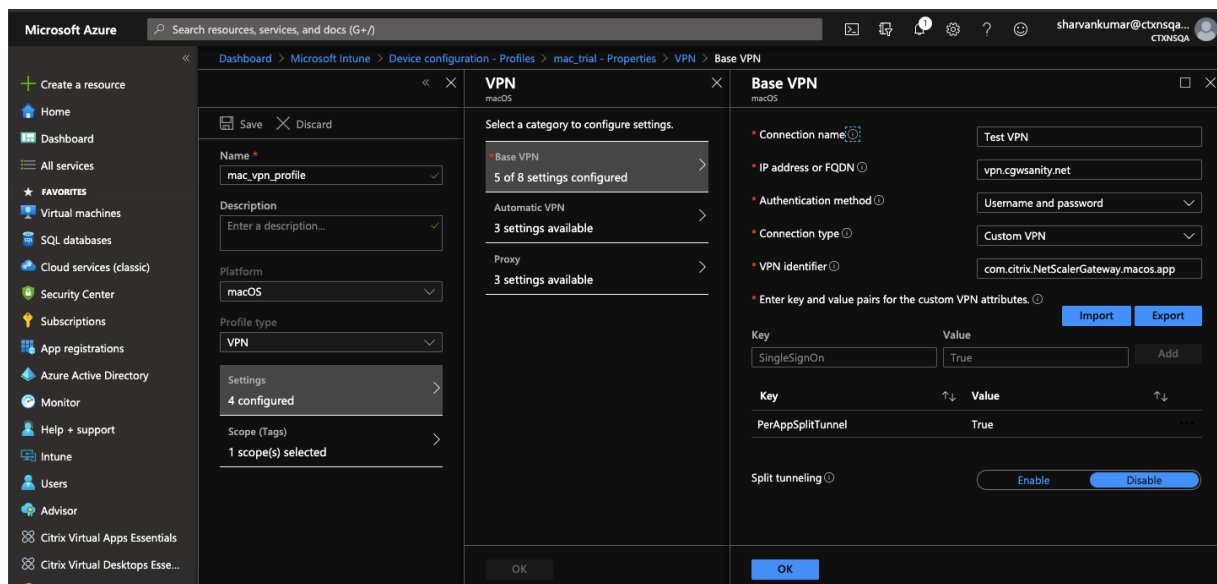 Microsoft Azure
Search resources, services, and docs (G+/)
1
sharvankumar@ctxnsqa...
CTXNSQA
«
Dashboard > Microsoft Intune > Device configuration - Profiles > mac_trial - Properties > VPN > Base VPN
Create a resource
Home
Dashboard
All services
FAVORITES
Virtual machines
SQL databases
Cloud services (classic)
Security Center
Subscriptions
App registrations
Azure Active Directory
Monitor
Help + support
Intune
Users
Advisor
Citrix Virtual Apps Essentials
Citrix Virtual Desktops Esse...
«
Save Discard
Name *
mac_vpn_profile
Description
Enter a description...
Platform
macOS
Profile type
VPN
Settings
4 configured
Scope (Tags)
1 scope(s) selected
VPN
macOS
Select a category to configure settings.
*Base VPN
5 of 8 settings configured
Automatic VPN
3 settings available
Proxy
3 settings available
OK
Base VPN
macOS
* Connection name
Test VPN
* IP address or FQDN
vpn.cgwsanity.net
* Authentication method
Username and password
* Connection type
Custom VPN
* VPN identifier
com.citrix.NetScalerGateway.macos.app
* Enter key and value pairs for the custom VPN attributes.
Import Export
Key Value
SingleSignOn True Add
Key ↑↓ Value ↑↓
PerAppSplitTunnel True ...
Split tunneling Enable Disable
OK